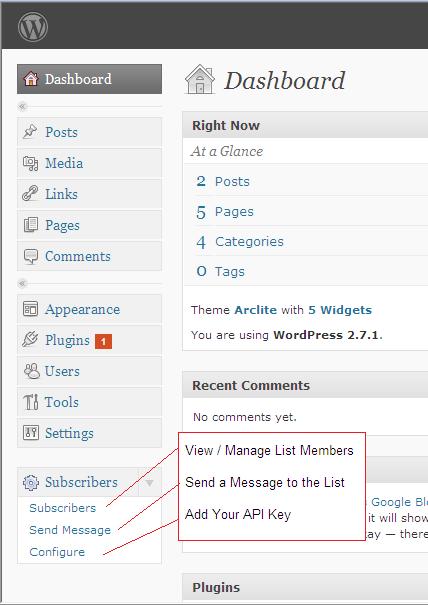 Dashboard
Posts
Media
Links
Pages
Comments
Appearance
Plugins 1
Users
Tools
Settings
Subscribers
Subscribers
Send Message
Configure
Dashboard
Right Now
At a Glance
2 Posts
5 Pages
4 Categories
0 Tags
Theme Arclite with 5 Widgets
You are using WordPress 2.7.1.
Recent Comments
No comments yet.
View / Manage List Members
Send a Message to the List
Add Your API Key
Google Blo
it will show
ay — there
Plugins